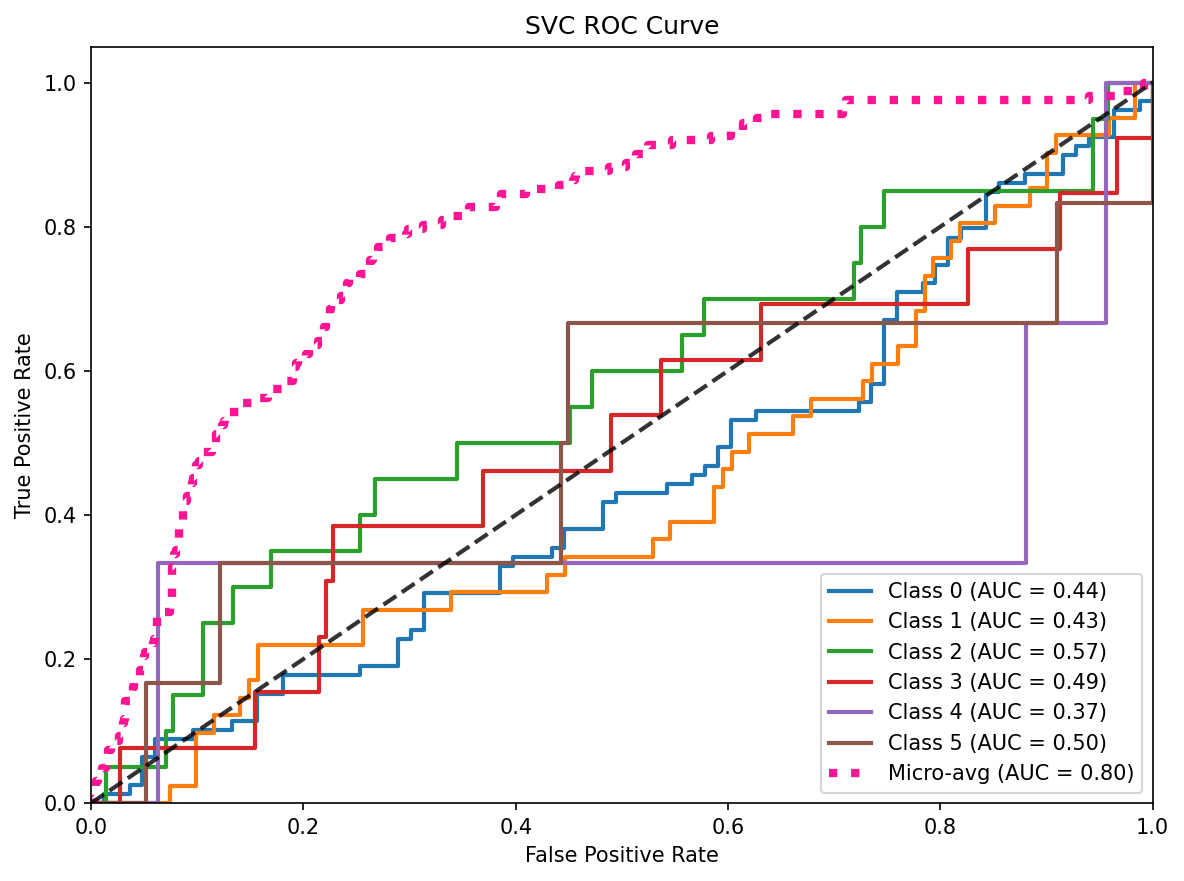 SVC ROC Curve
True Positive Rate
1.0
0.8
0.6
0.4
0.2
0.0
0.0
0.2
0.4
0.6
0.8
1.0
False Positive Rate
Class 0 (AUC = 0.44)
Class 1 (AUC = 0.43)
Class 2 (AUC = 0.57)
Class 3 (AUC = 0.49)
Class 4 (AUC = 0.37)
Class 5 (AUC = 0.50)
Micro-avg (AUC = 0.80)